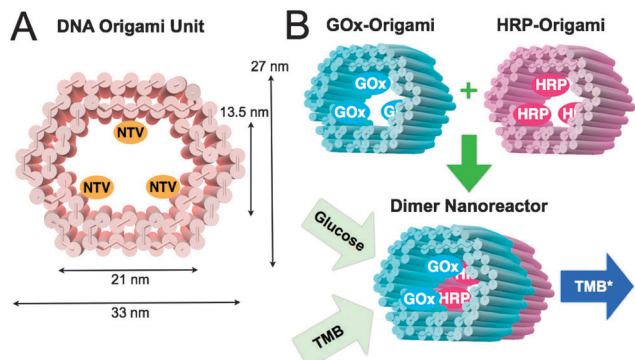 A
DNA Origami Unit
27 nm
13.5 nm
NTV
NTV
NTV
21 nm
33 nm
B
GOx-Origami
HRP-Origami
GOx
GOx
+
HRP
HRP
Dimer Nanoreactor
Glucose
TMB
GOx
GOx
HRP
TMB*